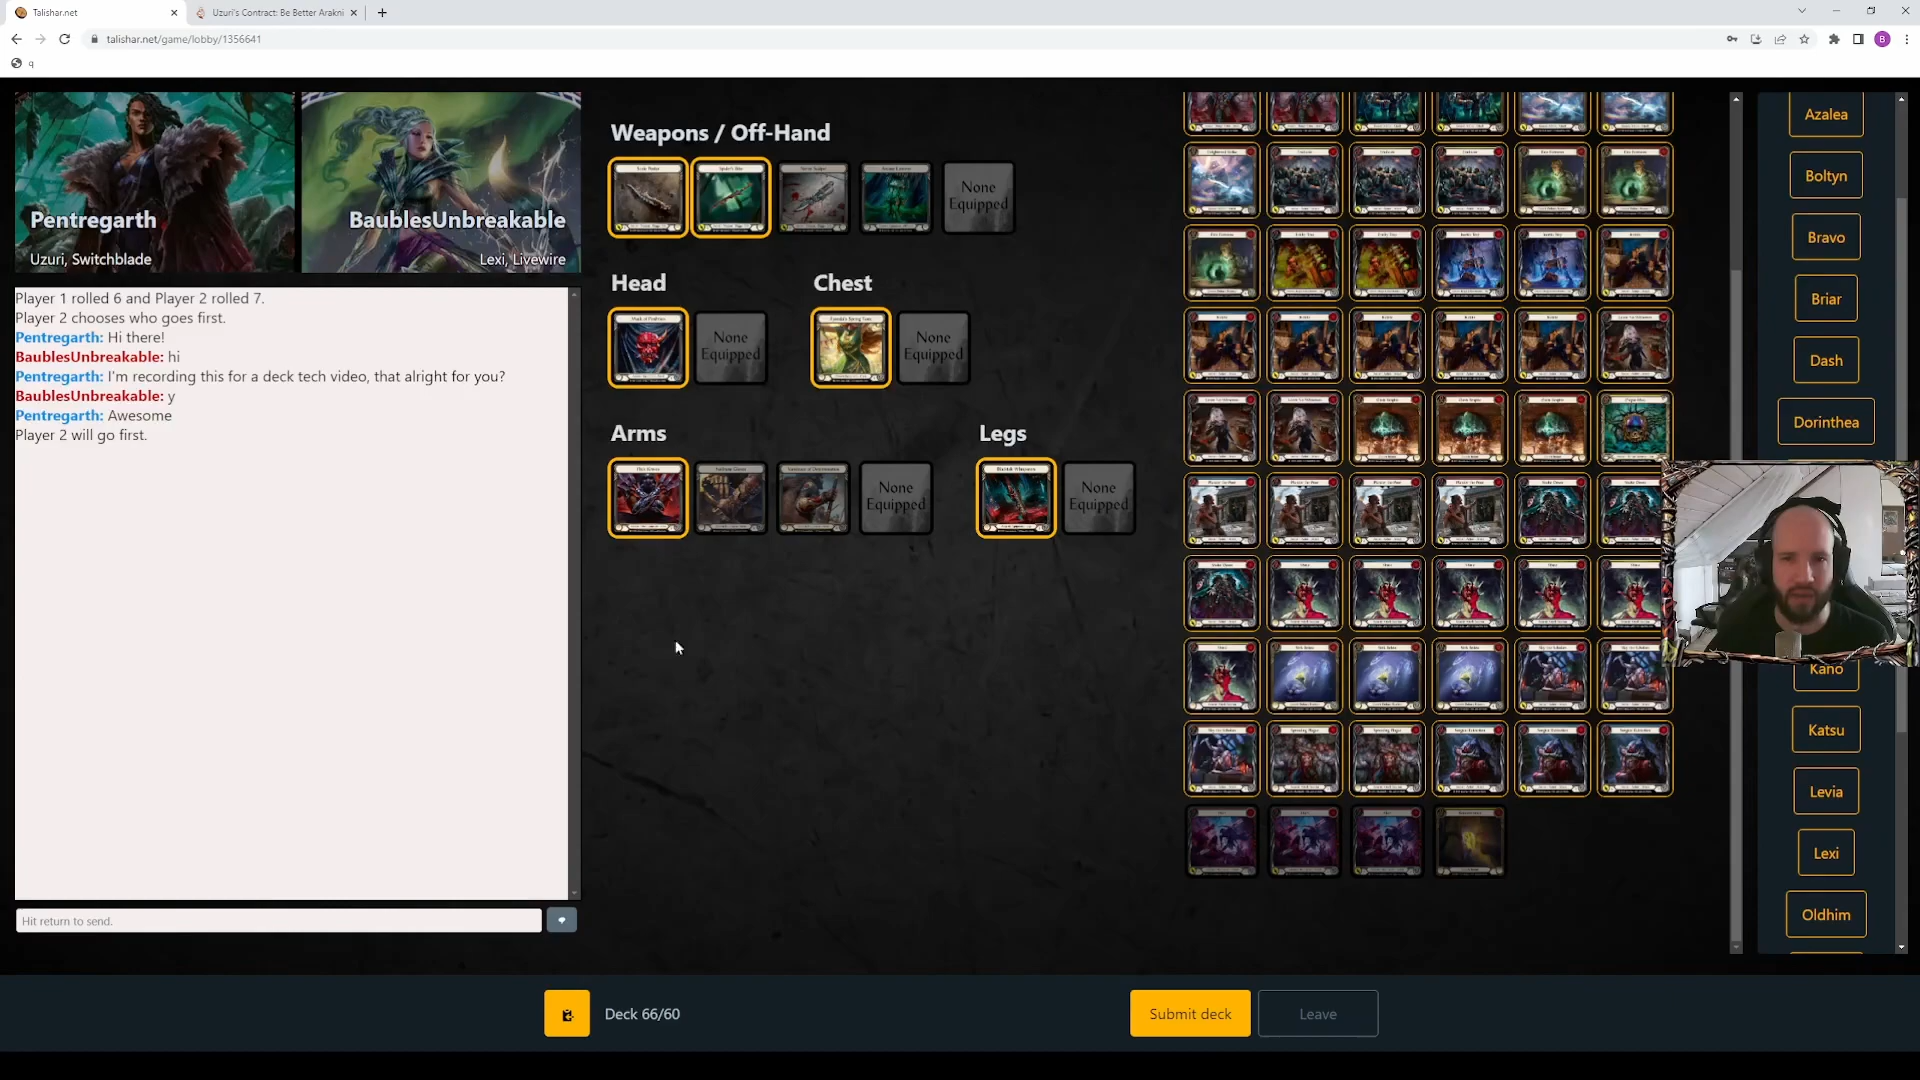 Talishar.net
Uzuri's Contract: Be Better Arakni
talishar.net/game/lobby/1356641
B
q
Pentregarth
Uzuri, Switchblade
BaublesUnbreakable
Lexi, Livewire
Player 1 rolled 6 and Player 2 rolled 7.
Player 2 chooses who goes first.
Pentregarth: Hi there!
BaublesUnbreakable: hi
Pentregarth: I'm recording this for a deck tech video, that alright for you?
BaublesUnbreakable: y
Pentregarth: Awesome
Player 2 will go first.
Hit return to send.
Weapons / Off-Hand
None
Equipped
Head
None
Equipped
Chest
None
Equipped
Arms
None
Equipped
Legs
None
Equipped
Azalea
Boltyn
Bravo
Briar
Dash
Dorinthea
Kano
Katsu
Levia
Lexi
Oldhim
Deck 66/60
Submit deck
Leave